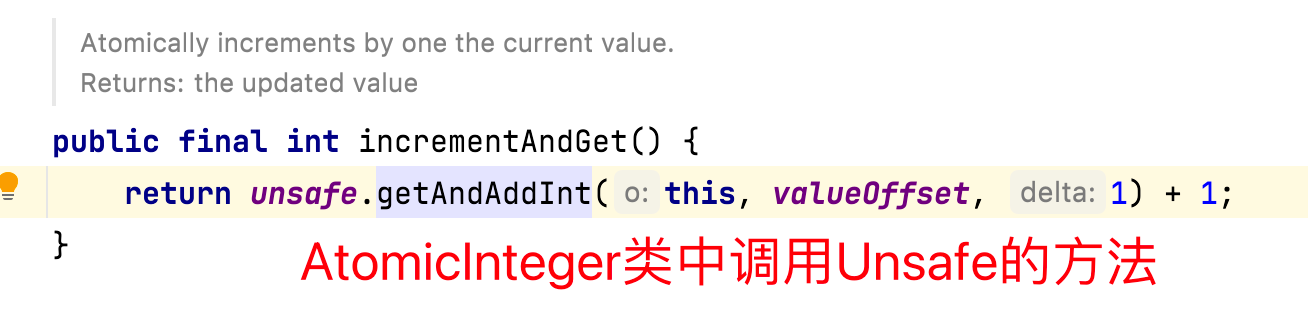 Atomically increments by one the current value.
Returns: the updated value
public final int incrementAndGet() {
return unsafe.getAndAddInt( o: this, valueOffset, delta: 1) + 1;
}
AtomicInteger类中调用Unsafe的方法